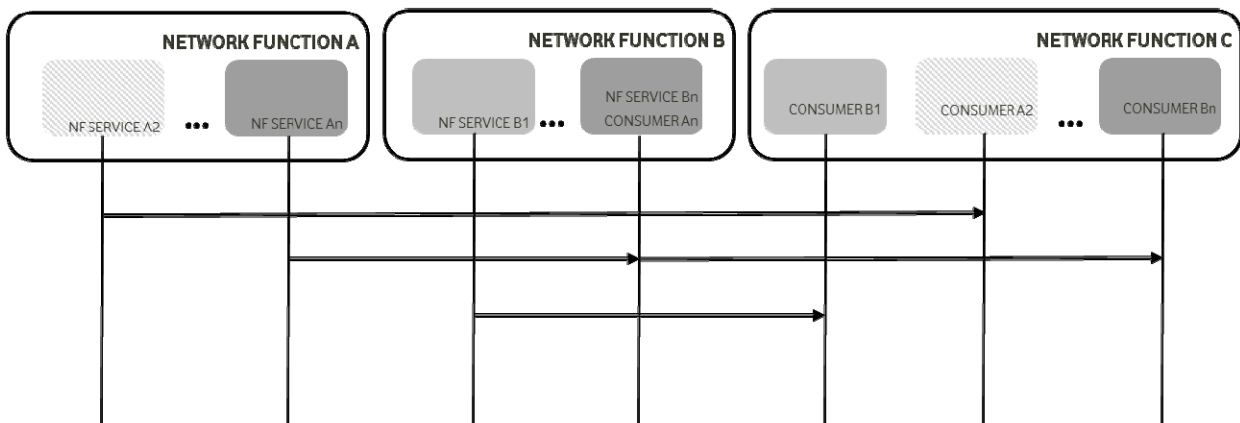 NETWORK FUNCTION A
NF SERVICE A2
...
NF SERVICE An
NETWORK FUNCTION B
NF SERVICE B1
...
NF SERVICE Bn
CONSUMER An
NETWORK FUNCTION C
CONSUMER B1
CONSUMER A2
...
CONSUMER Bn